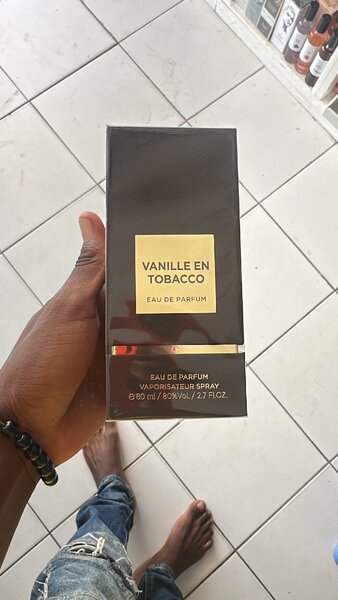 VANILLE EN
TOBACCO
EAU DE PARFUM
EAU DE PARFUM
VAPORISATEUR SPRAY
℮ 80 ml / 80% Vol. / 2.7 FL.OZ.